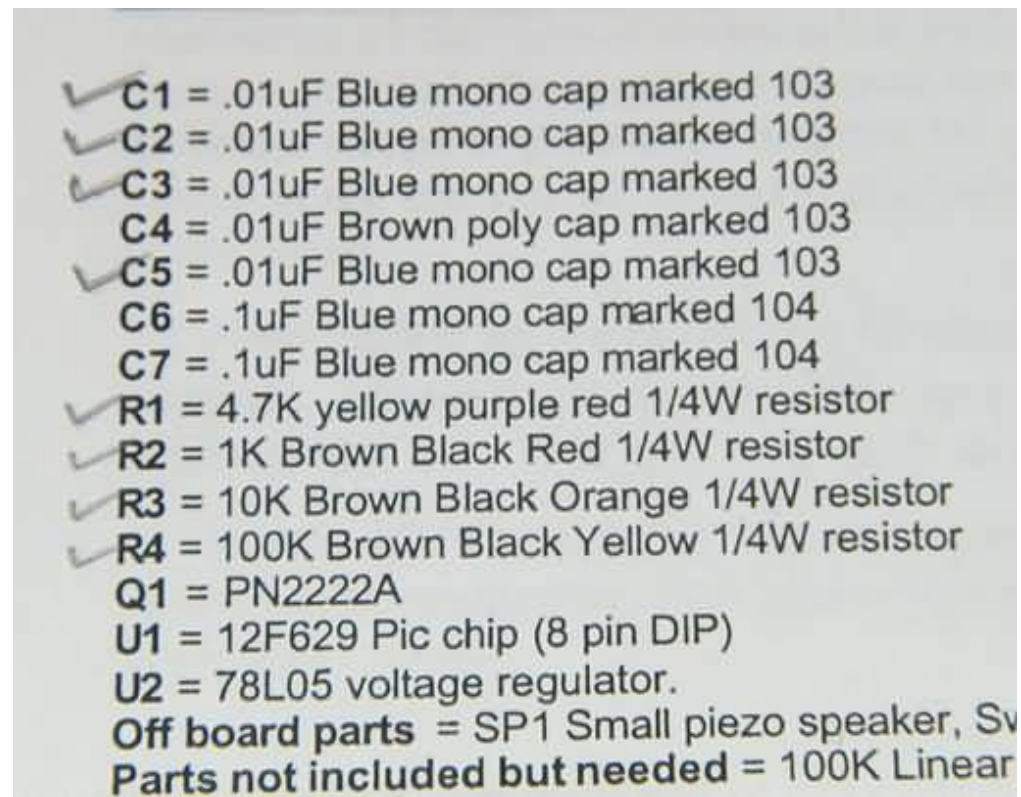 C1 = .01uF Blue mono cap marked 103
C2 = .01uF Blue mono cap marked 103
C3 = .01uF Blue mono cap marked 103
C4 = .01uF Brown poly cap marked 103
C5 = .01uF Blue mono cap marked 103
C6 = .1uF Blue mono cap marked 104
C7 = .1uF Blue mono cap marked 104
R1 = 4.7K yellow purple red 1/4W resistor
R2 = 1K Brown Black Red 1/4W resistor
R3 = 10K Brown Black Orange 1/4W resistor
R4 = 100K Brown Black Yellow 1/4W resistor
Q1 = PN2222A
U1 = 12F629 Pic chip (8 pin DIP)
U2 = 78L05 voltage regulator.
Off board parts = SP1 Small piezo speaker,
Parts not included but needed = 100K Linear